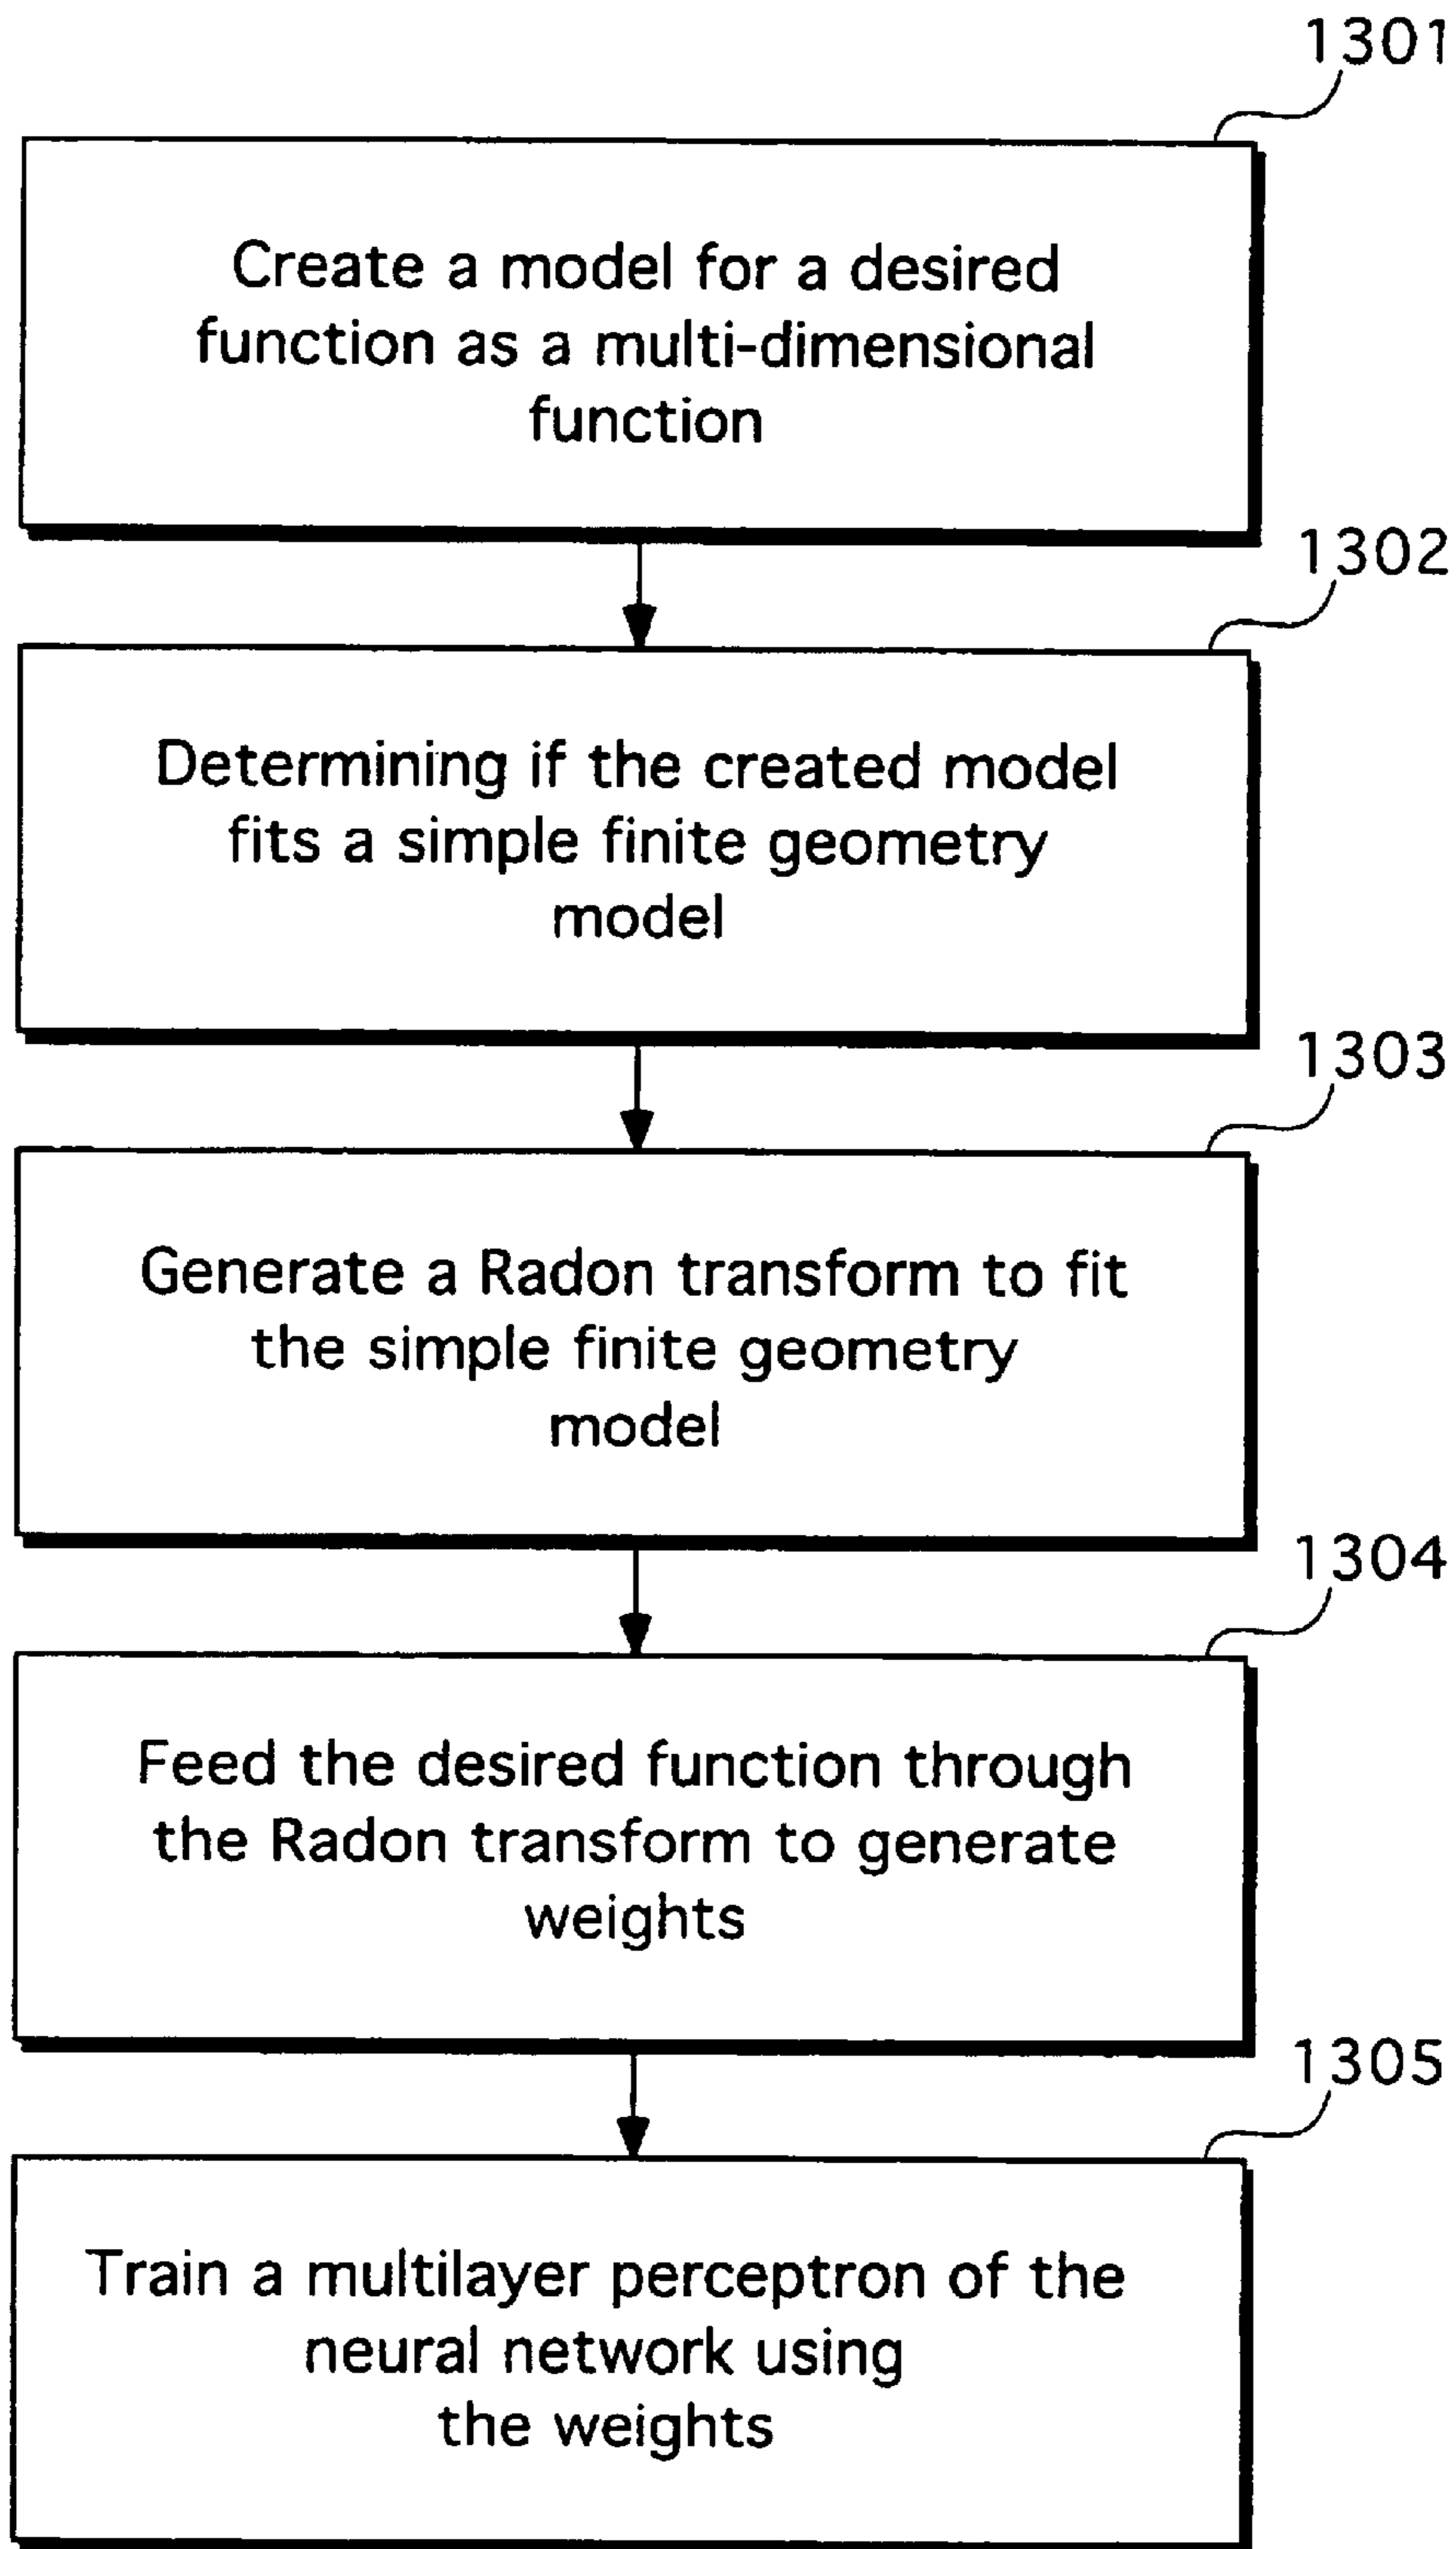 1301
Create a model for a desired
function as a multi-dimensional
function
1302
Determining if the created model
fits a simple finite geometry
model
1303
Generate a Radon transform to fit
the simple finite geometry
model
1304
Feed the desired function through
the Radon transform to generate
weights
1305
Train a multilayer perceptron of the
neural network using
the weights